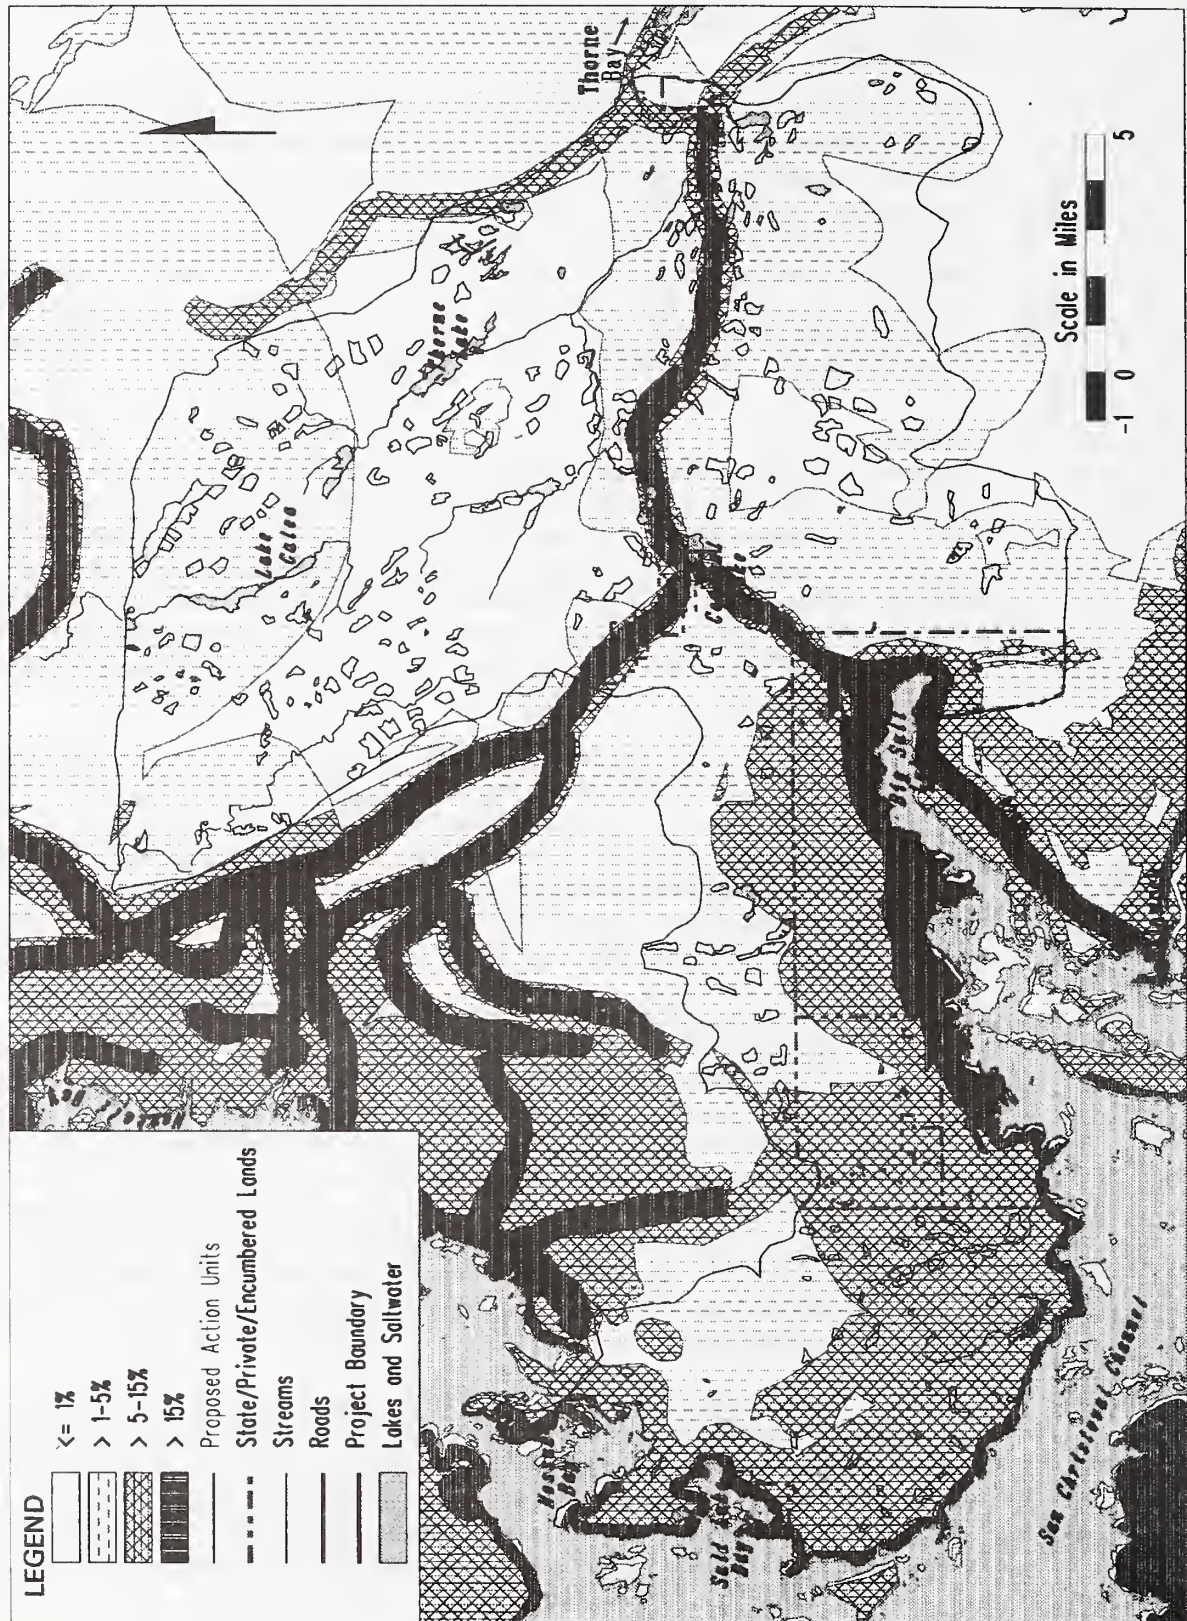 LEGEND
<= 1%
> 1-5%
> 5-15%
> 15%
Proposed Action Units
State/Private/Encumbered Lands
Streams
Roads
Project Boundary
Lakes and Saltwater
Thorne
Bay
Thorne
Lake
Lake
Galea
Big Salt
San Christoval Channel
Bay
Bay
Scale in Miles
-1 0 5